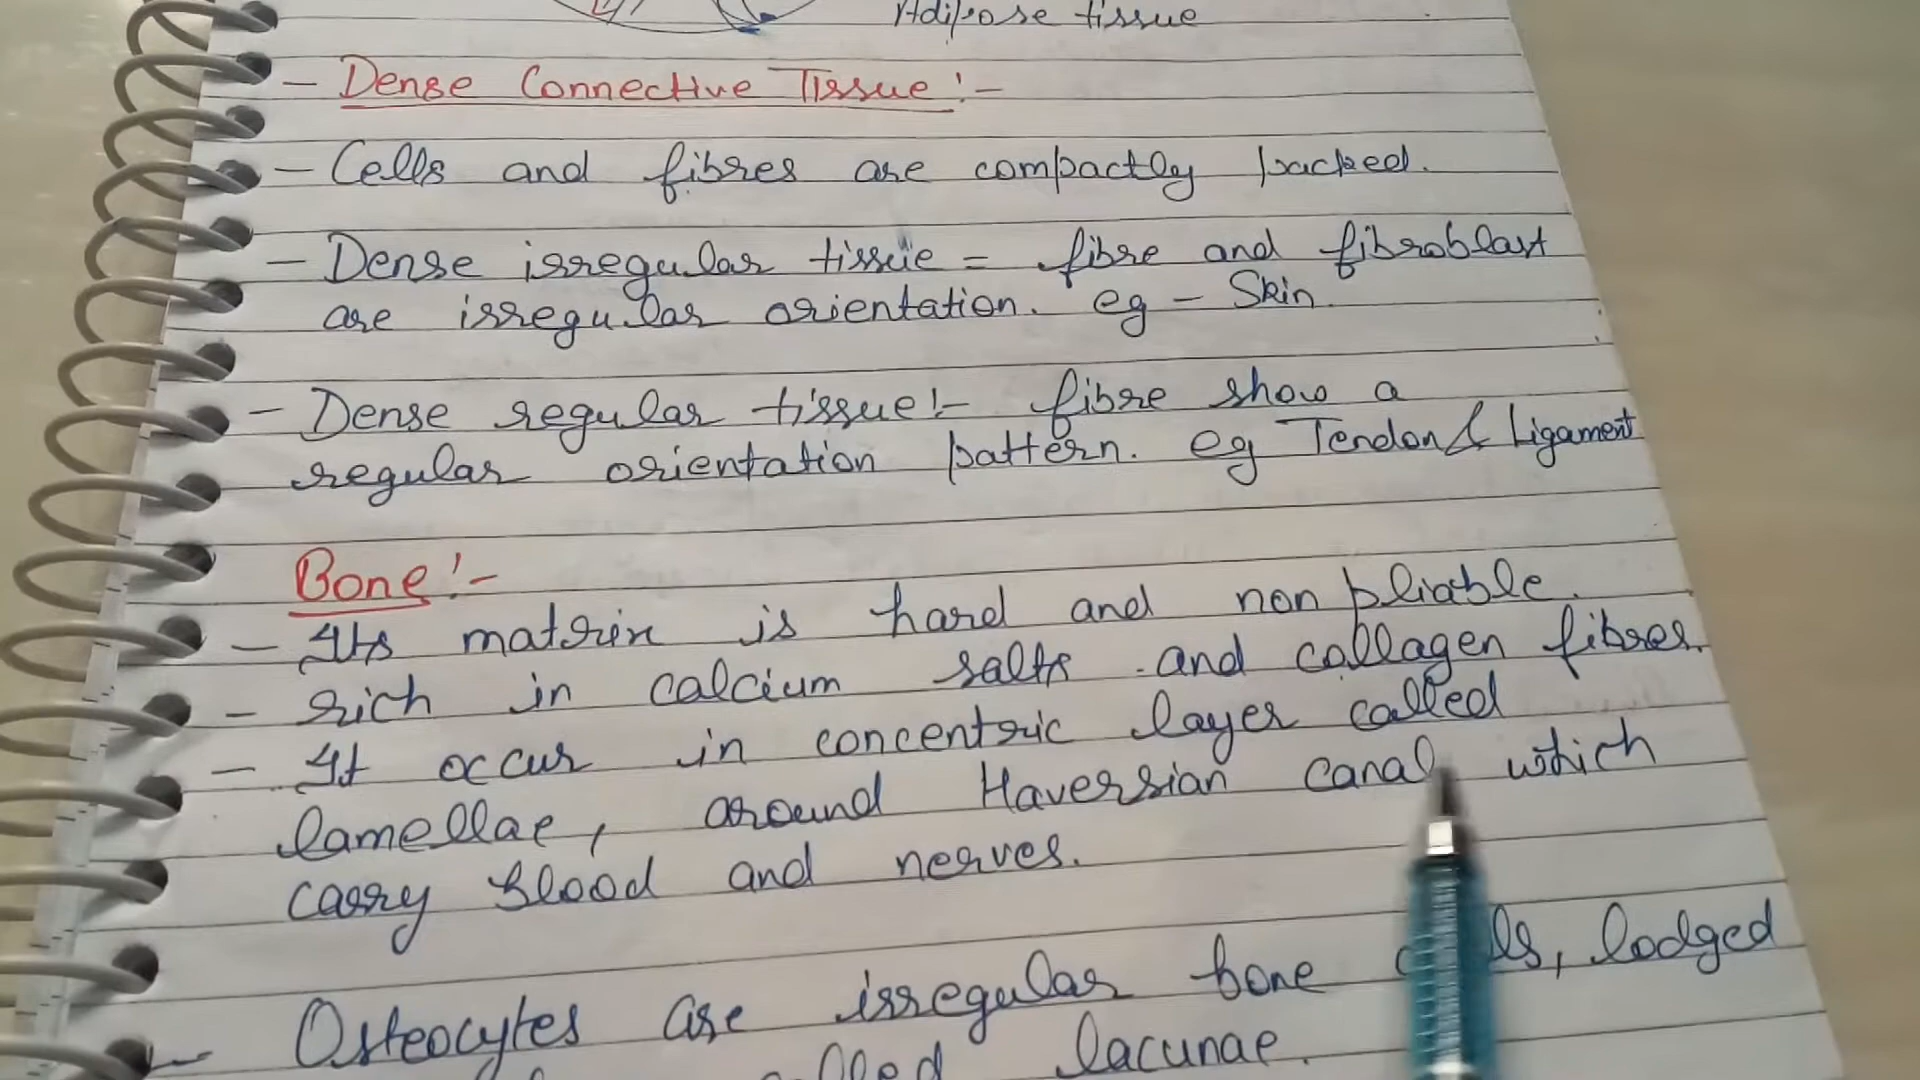 Adipose tissue
- Dense Connective Tissue :-
- Cells and fibres are compactly packed.
- Dense irregular tissue = fibre and fibroblast
are irregular orientation. eg - Skin.
- Dense regular tissue :- fibre show a
regular orientation pattern. eg Tendon & Ligament
Bone :-
- Its matrix is hard and non pliable.
- rich in calcium salts and collagen fibres.
- It occur in concentric layer called
lamellae, around Haversian canal which
carry blood and nerves.
- Osteocytes are irregular bone lodged
lacunae.